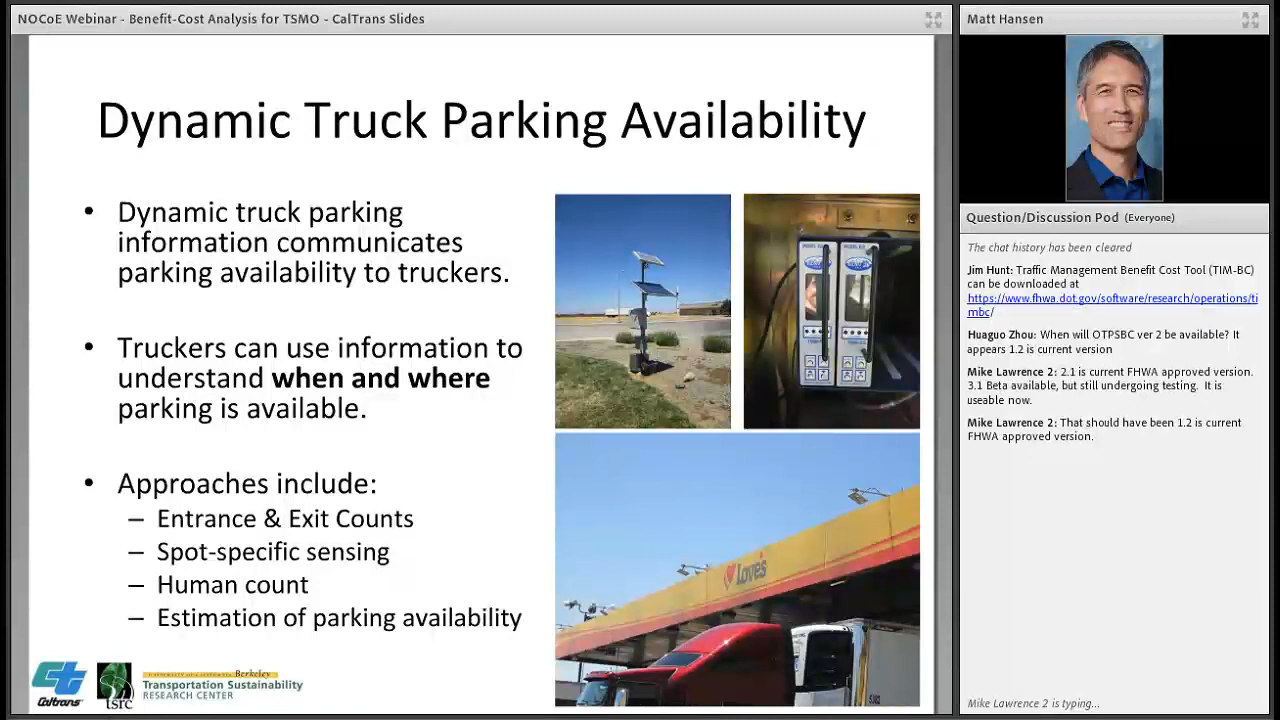 NOCoE Webinar - Benefit-Cost Analysis for TSMO - CalTrans Slides
Dynamic Truck Parking Availability
• Dynamic truck parking
information communicates
parking availability to truckers.
• Truckers can use information to
understand when and where
parking is available.
• Approaches include:
– Entrance & Exit Counts
– Spot-specific sensing
– Human count
– Estimation of parking availability
Love's
Caltrans
tsrc
Berkeley
Transportation Sustainability
RESEARCH CENTER
Matt Hansen
Question/Discussion Pod (Everyone)
The chat history has been cleared
Jim Hunt: Traffic Management Benefit Cost Tool (TIM-BC)
can be downloaded at
https://www.fhwa.dot.gov/software/research/operations/ti
mbc/
Huaguo Zhou: When will OTPSBC ver 2 be available? It
appears 1.2 is current version
Mike Lawrence 2: 2.1 is current FHWA approved version.
3.1 Beta available, but still undergoing testing. It is
useable now.
Mike Lawrence 2: That should have been 1.2 is current
FHWA approved version.
Mike Lawrence 2 is typing...